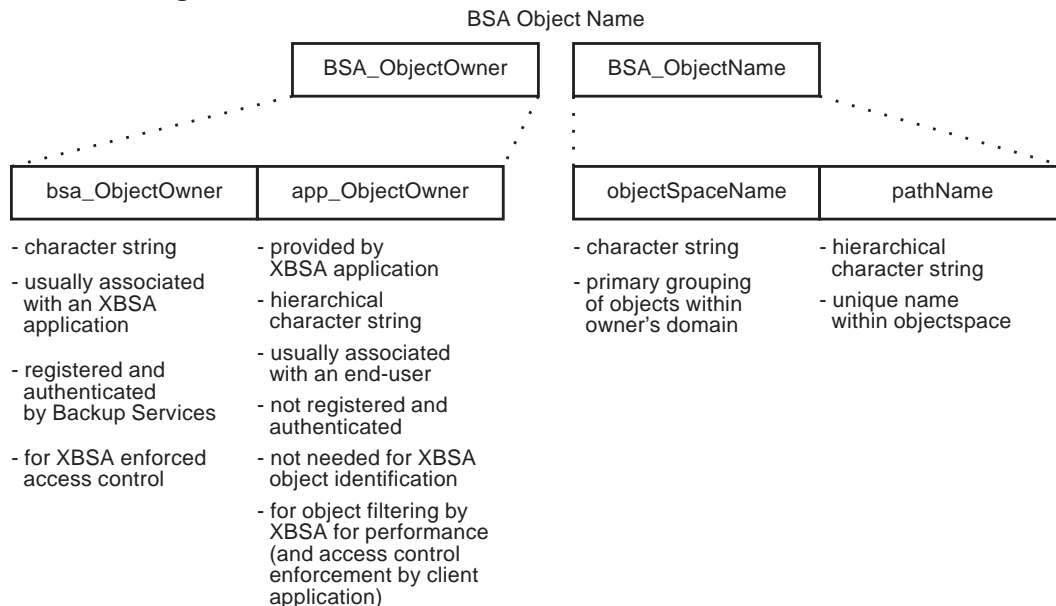 BSA Object Name
BSA_ObjectOwner
BSA_ObjectName
bsa_ObjectOwner
app_ObjectOwner
objectSpaceName
pathName
- character string
- usually associated
with an XBSA
application
- registered and
authenticated
by Backup Services
- for XBSA enforced
access control
- provided by
XBSA application
- hierarchical
character string
- usually associated
with an end-user
- not registered and
authenticated
- not needed for XBSA
object identification
- for object filtering by
XBSA for performance
(and access control
enforcement by client
application)
- character string
- primary grouping
of objects within
owner's domain
- hierarchical
character string
- unique name
within objectspace